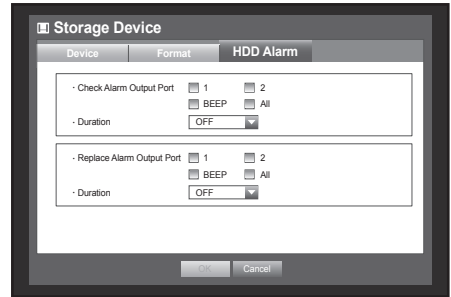 Storage Device
Device Format HDD Alarm
· Check Alarm Output Port 1 2
BEEP All
· Duration OFF
· Replace Alarm Output Port 1 2
BEEP All
· Duration OFF
OK Cancel